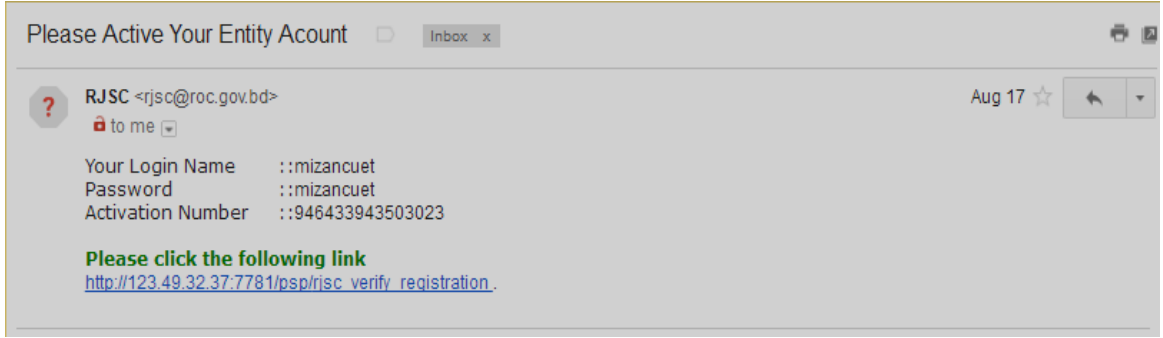 Please Active Your Entity Acount
Inbox x
RJSC <rjsc@roc.gov.bd>
Aug 17
to me
Your Login Name ::mizancuet
Password ::mizancuet
Activation Number ::946433943503023
Please click the following link
http://123.49.32.37:7781/psp/rjsc_verify_registration .